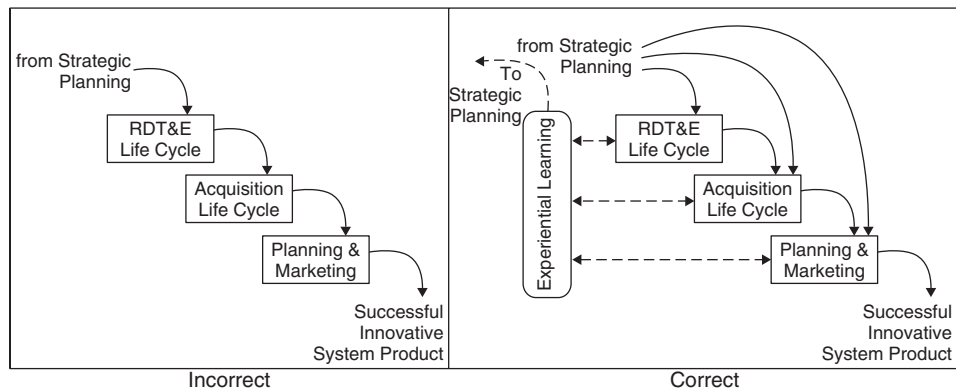 from Strategic
Planning
RDT&E
Life Cycle
Acquisition
Life Cycle
Planning &
Marketing
Successful
Innovative
System Product
Incorrect
from Strategic
Planning
To
Strategic
Planning
Experiential Learning
RDT&E
Life Cycle
Acquisition
Life Cycle
Planning &
Marketing
Successful
Innovative
System Product
Correct